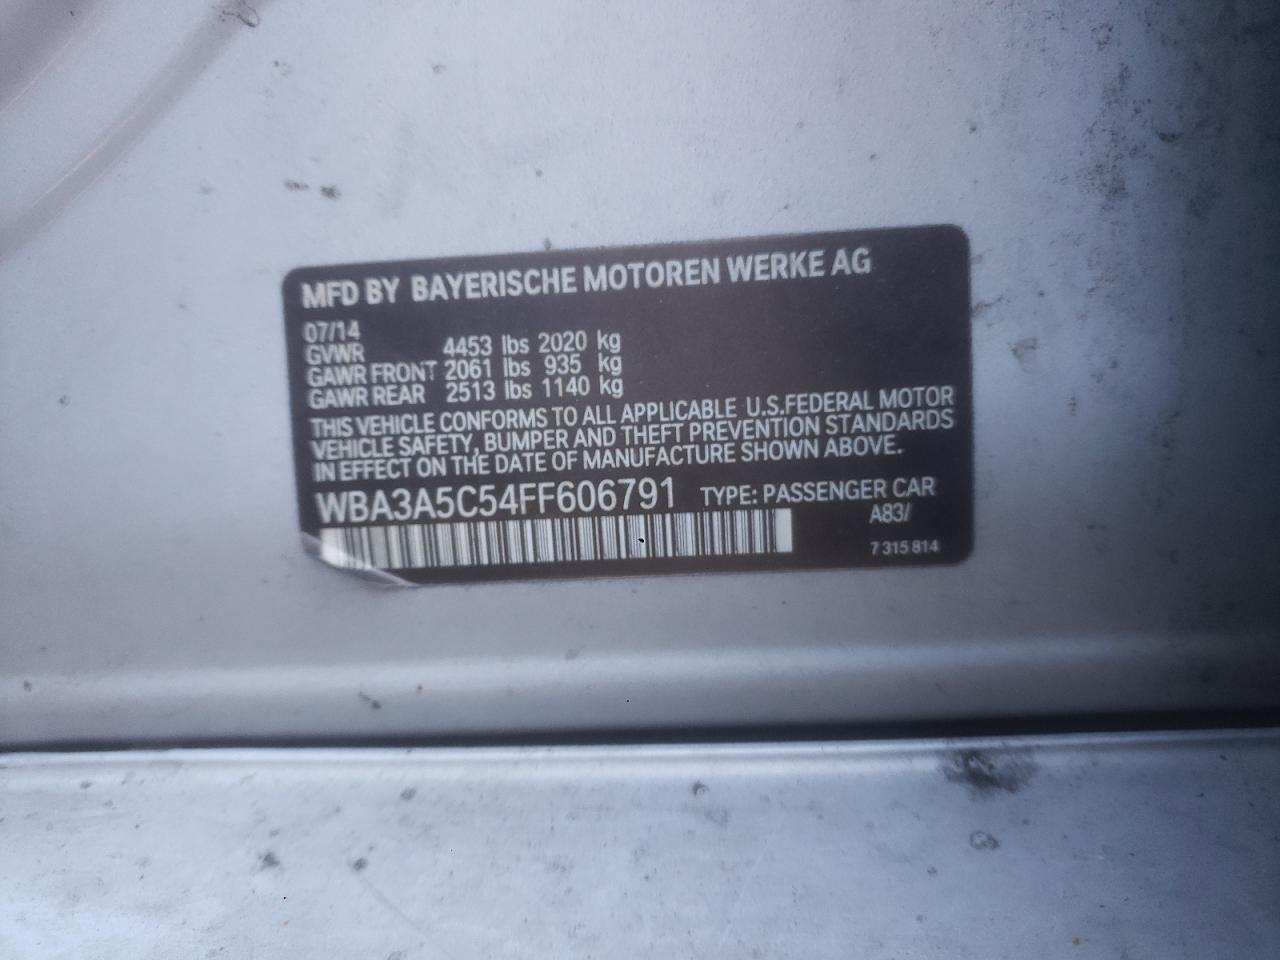 MFD BY BAYERISCHE MOTOREN WERKE AG
07/14
GVWR 4453 lbs 2020 kg
GAWR FRONT 2061 lbs 935 kg
GAWR REAR 2513 lbs 1140 kg
THIS VEHICLE CONFORMS TO ALL APPLICABLE U.S.FEDERAL MOTOR
VEHICLE SAFETY, BUMPER AND THEFT PREVENTION STANDARDS
IN EFFECT ON THE DATE OF MANUFACTURE SHOWN ABOVE.
WBA3A5C54FF606791 TYPE: PASSENGER CAR
A83/
7 315 814